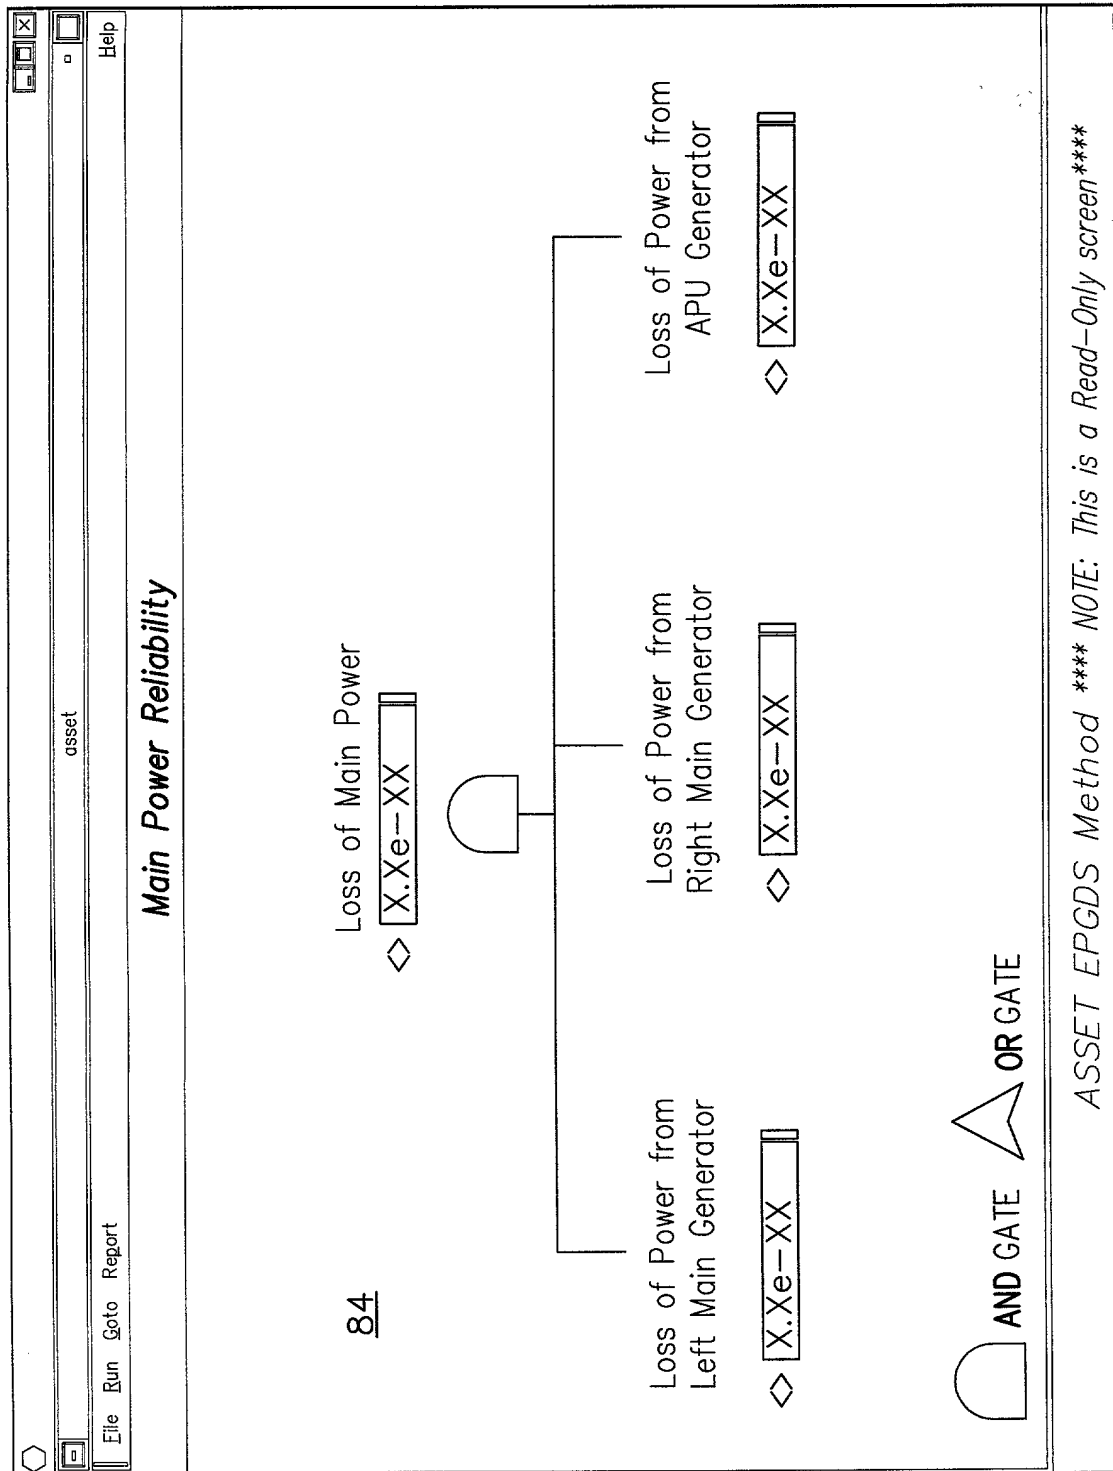 asset
File Run Goto Report Help
Main Power Reliability
84
Loss of Main Power
X.Xe-XX
Loss of Power from
Left Main Generator
X.Xe-XX
Loss of Power from
Right Main Generator
X.Xe-XX
Loss of Power from
APU Generator
X.Xe-XX
AND GATE OR GATE
ASSET EPGDS Method **** NOTE: This is a Read-Only screen****